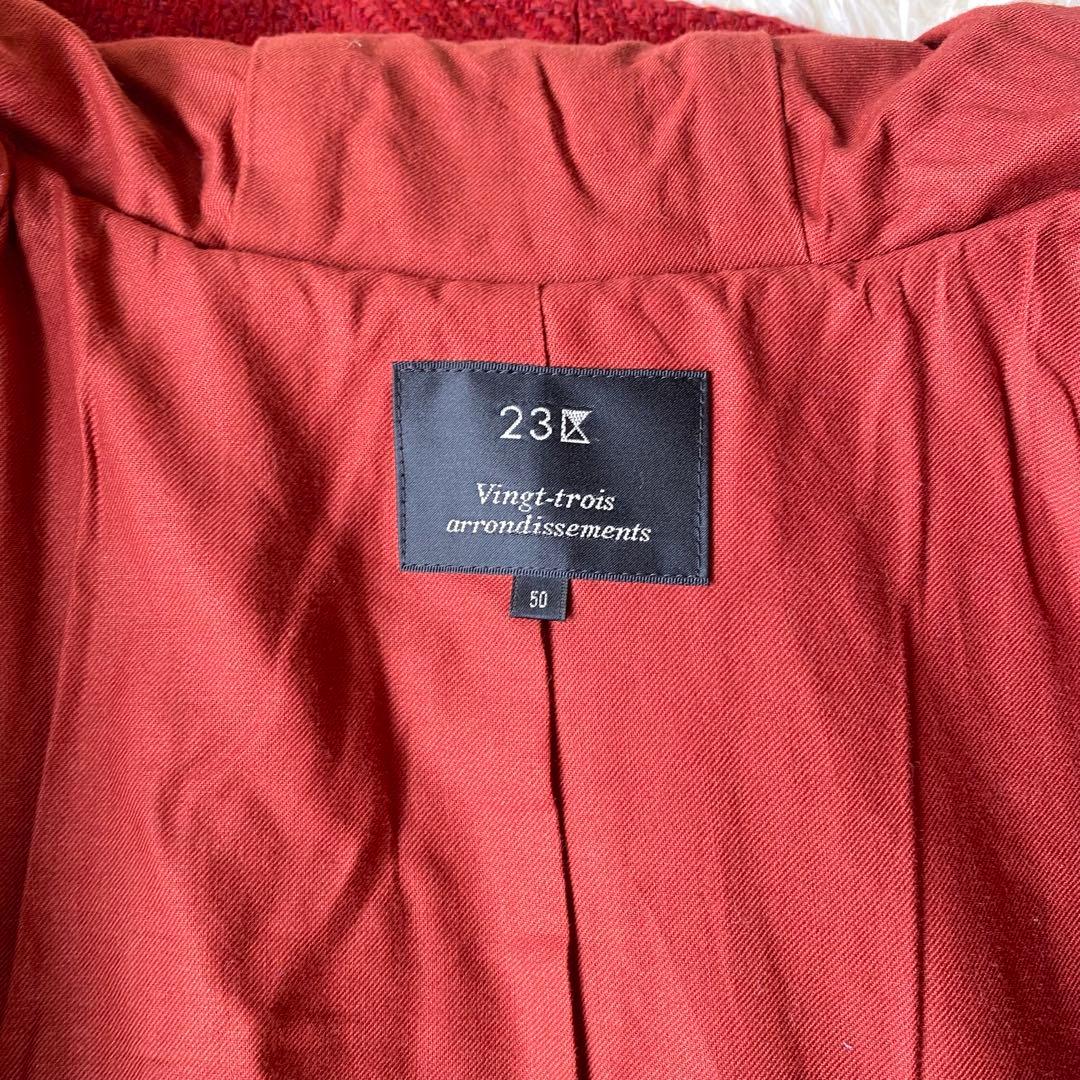 23区
Vingt-trois
arrondissements
50